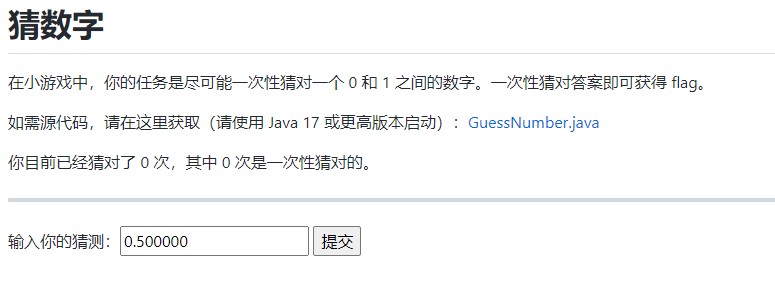 猜数字
在小游戏中，你的任务是尽可能一次性猜对一个 0 和 1 之间的数字。一次性猜对答案即可获得 flag。
如需源代码，请在这里获取（请使用 Java 17 或更高版本启动）：GuessNumber.java
你目前已经猜对了 0 次，其中 0 次是一次性猜对的。
输入你的猜测：0.500000 提交